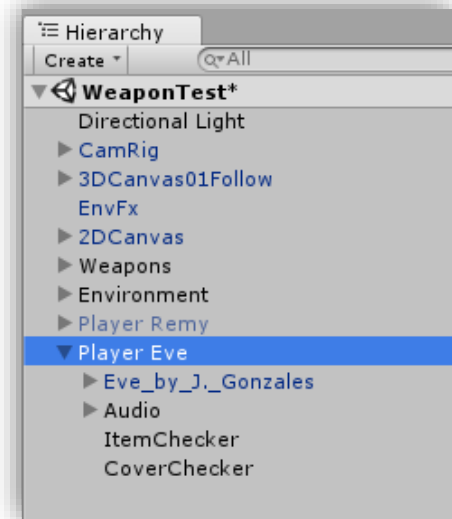 Hierarchy
Create All
WeaponTest*
Directional Light
CamRig
3DCanvas01Follow
EnvFx
2DCanvas
Weapons
Environment
Player Remy
Player Eve
Eve_by_J._Gonzales
Audio
ItemChecker
CoverChecker